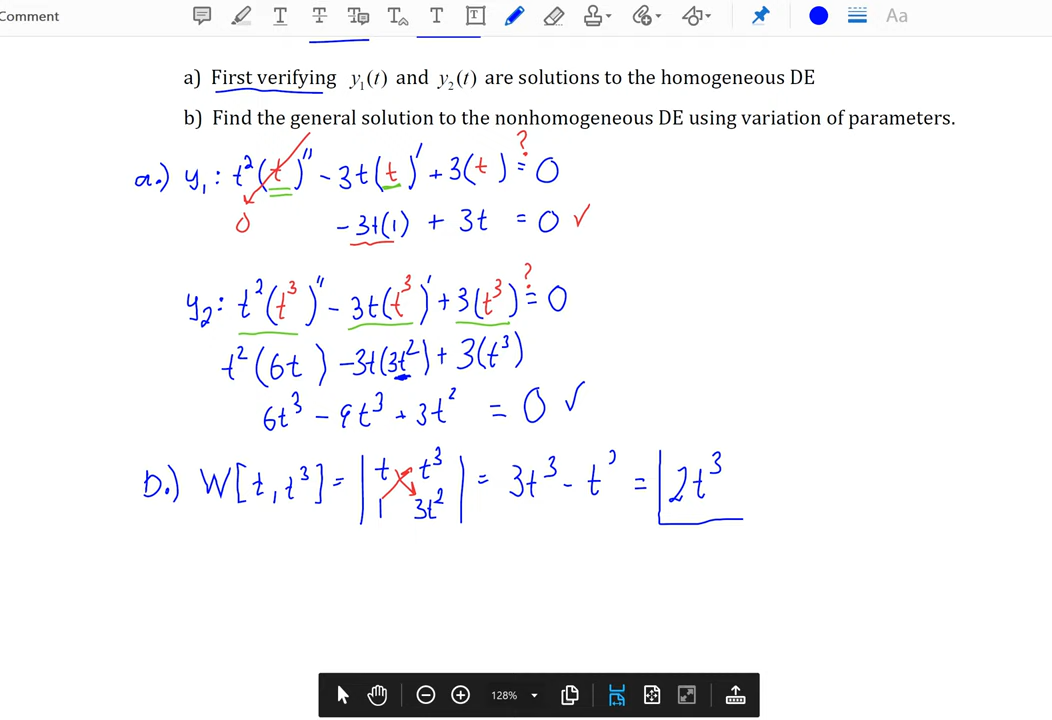 Comment
Aa
a) First verifying y₁(t) and y₂(t) are solutions to the homogeneous DE
b) Find the general solution to the nonhomogeneous DE using variation of parameters.
a.) y₁ : t²(t)'' - 3t(t)' + 3(t) ?= 0
0 - 3t(1) + 3t = 0 ✓
y₂ : t²(t³)'' - 3t(t³)' + 3(t³) ?= 0
t²(6t) - 3t(3t²) + 3(t³)
6t³ - 9t³ + 3t² = 0 ✓
b.) W[t, t³] = | t t³ | = 3t³ - t³ = 2t³
1 3t²
128%